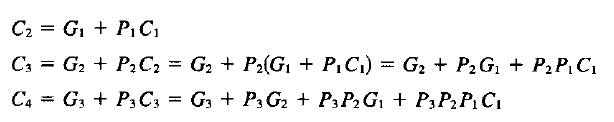 C₂ = G₁ + P₁C₁
C₃ = G₂ + P₂C₂ = G₂ + P₂(G₁ + P₁C₁) = G₂ + P₂G₁ + P₂P₁C₁
C₄ = G₃ + P₃C₃ = G₃ + P₃G₂ + P₃P₂G₁ + P₃P₂P₁C₁